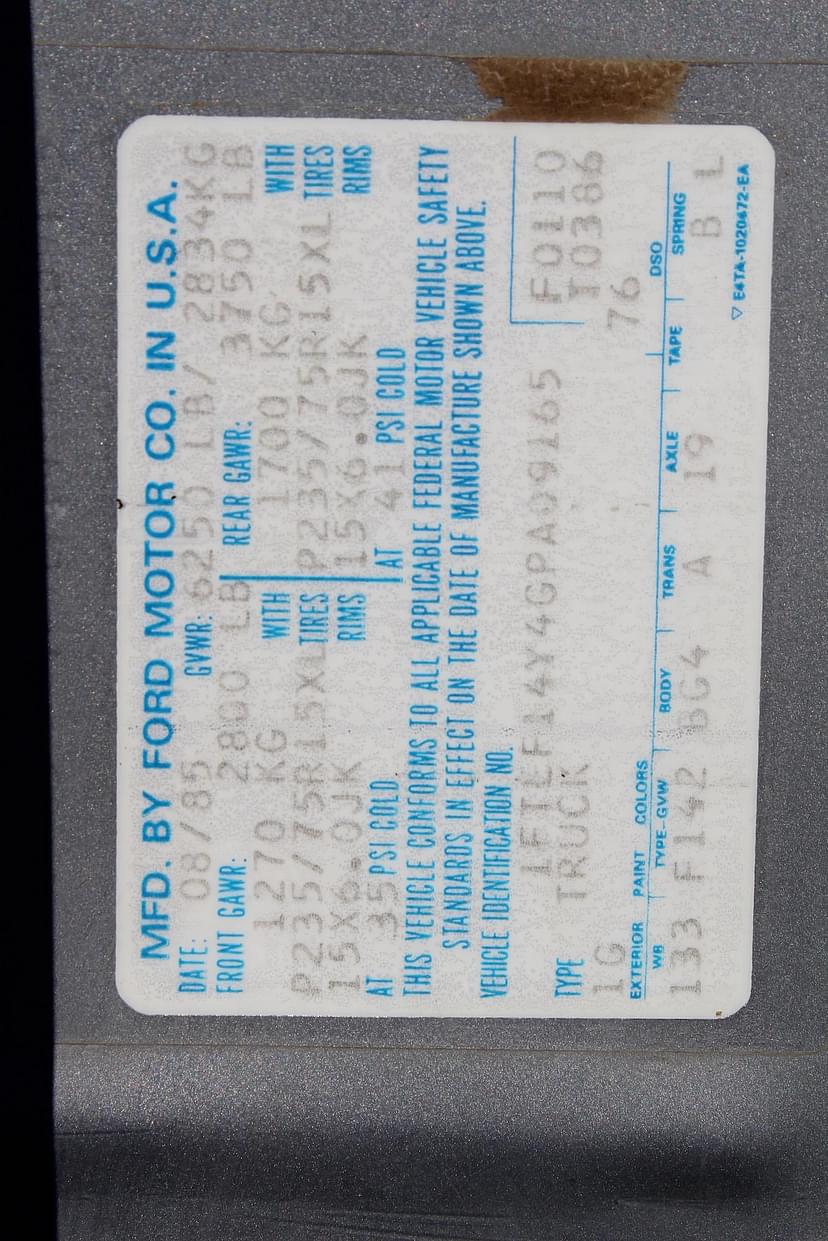 MFD. BY FORD MOTOR CO. IN U.S.A.
DATE: 08/85 GVWR: 6250 LB/ 2834KG
FRONT GAWR: 2800 LB REAR GAWR: 3750 LB
1270 KG WITH 1700 KG WITH
P235/75R15XL TIRES P235/75R15XL TIRES
15X6.0JK RIMS 15X6.0JK RIMS
AT 35 PSI COLD AT 41 PSI COLD
THIS VEHICLE CONFORMS TO ALL APPLICABLE FEDERAL MOTOR VEHICLE SAFETY
STANDARDS IN EFFECT ON THE DATE OF MANUFACTURE SHOWN ABOVE.
VEHICLE IDENTIFICATION NO.
1FTEF14Y4GPA09165 F0110
TYPE TRUCK T0386
1G 76
EXTERIOR PAINT COLORS DSO
WB TYPE-GVW BODY TRANS AXLE TAPE SPRING
133 F142 BG4 A 19 B L
▽ E4TA-1020472-EA